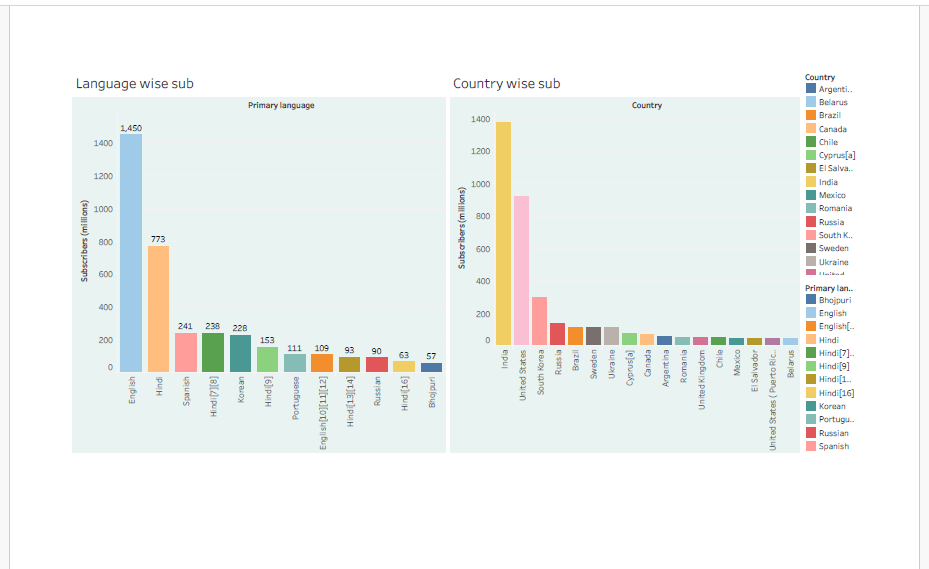 Language wise sub
Primary language
Subscribers (millions)
1400
1200
1000
800
600
400
200
0
1,450
773
241
238
228
153
111
109
93
90
63
57
English
Hindi
Spanish
Hindi[7][8]
Korean
Hindi[9]
Portuguese
English[10][11][12]
Hindi[13][14]
Russian
Hindi[16]
Bhojpuri
Country wise sub
Country
Subscribers (millions)
1400
1200
1000
800
600
400
200
0
India
United States
South Korea
Russia
Brazil
Sweden
Ukraine
Cyprus[a]
Canada
Argentina
Romania
United Kingdom
Chile
Mexico
El Salvador
United States ( Puerto Ric..
Belarus
Country
Argenti..
Belarus
Brazil
Canada
Chile
Cyprus[a]
El Salva..
India
Mexico
Romania
Russia
South K..
Sweden
Ukraine
United
Primary lan..
Bhojpuri
English
English[..
Hindi
Hindi[7]..
Hindi[9]
Hindi[1..
Hindi[16]
Korean
Portugu..
Russian
Spanish